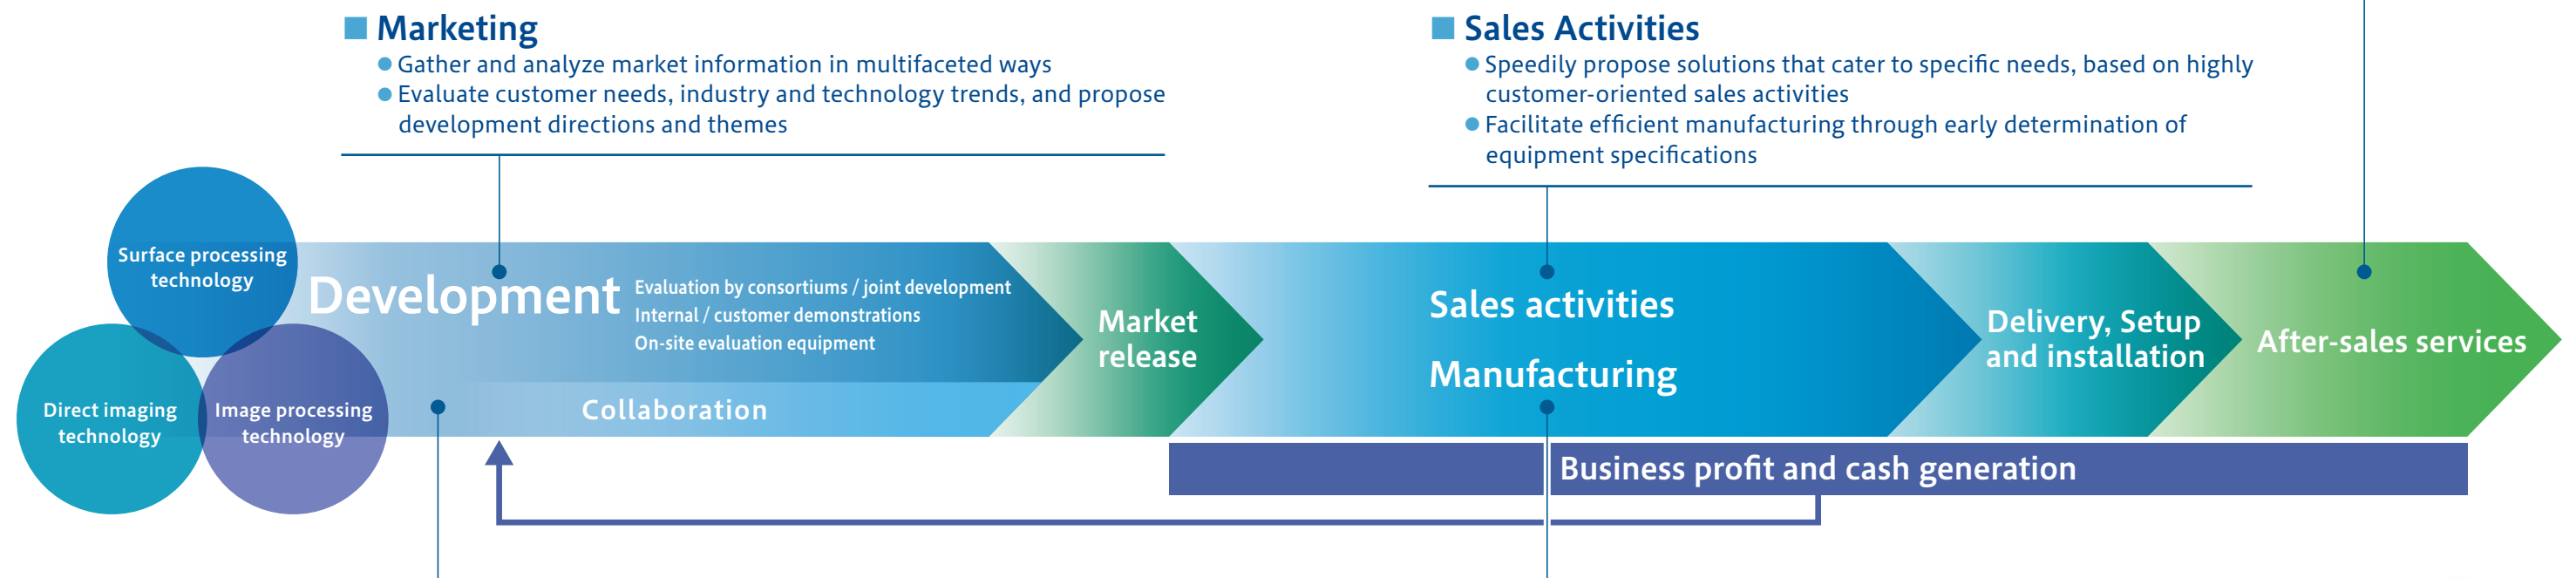 Marketing
Gather and analyze market information in multifaceted ways
Evaluate customer needs, industry and technology trends, and propose
development directions and themes
Sales Activities
Speedily propose solutions that cater to specific needs, based on highly
customer-oriented sales activities
Facilitate efficient manufacturing through early determination of
equipment specifications
Surface processing
technology
Direct imaging
technology
Image processing
technology
Development
Evaluation by consortiums / joint development
Internal / customer demonstrations
On-site evaluation equipment
Collaboration
Market
release
Sales activities
Manufacturing
Delivery, Setup
and installation
After-sales services
Business profit and cash generation